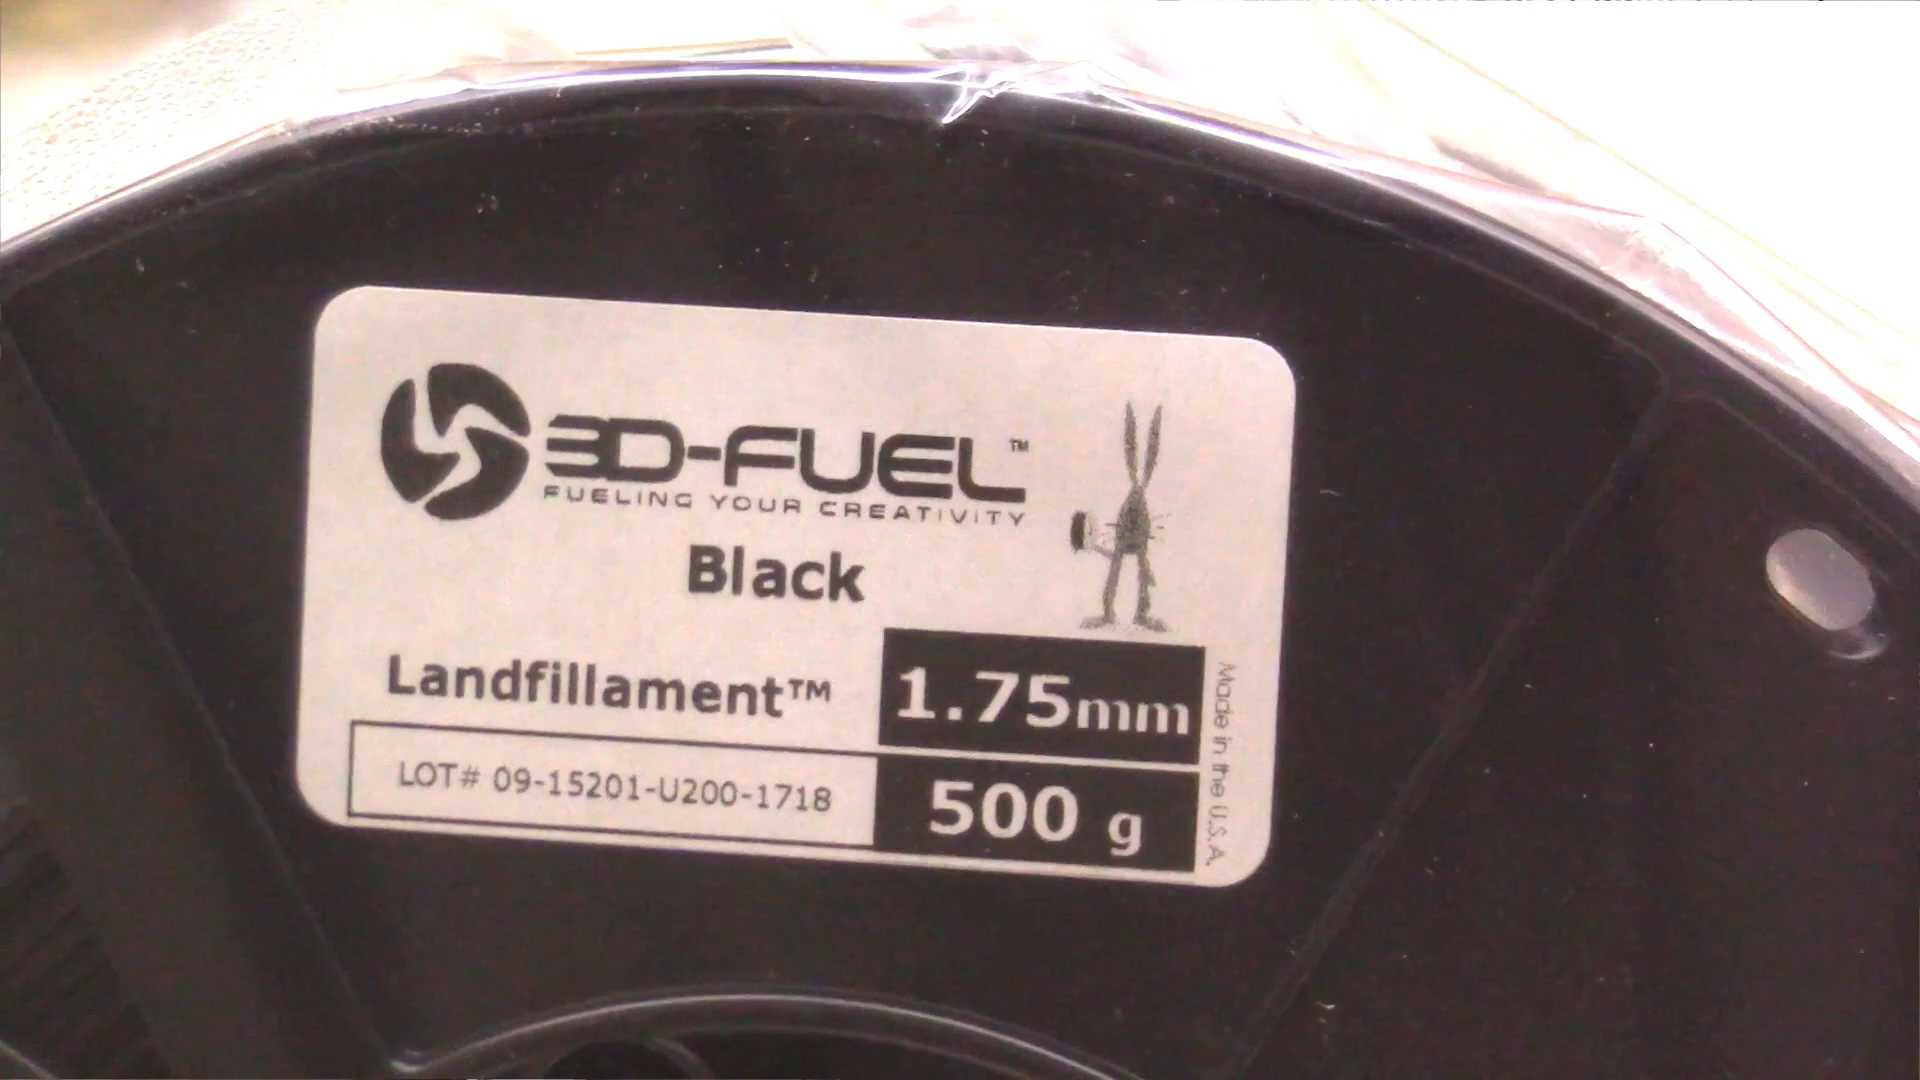 3D-FUEL™
FUELING YOUR CREATIVITY
Black
Landfillament™
1.75mm
LOT# 09-15201-U200-1718
500 g
Made in the U.S.A.